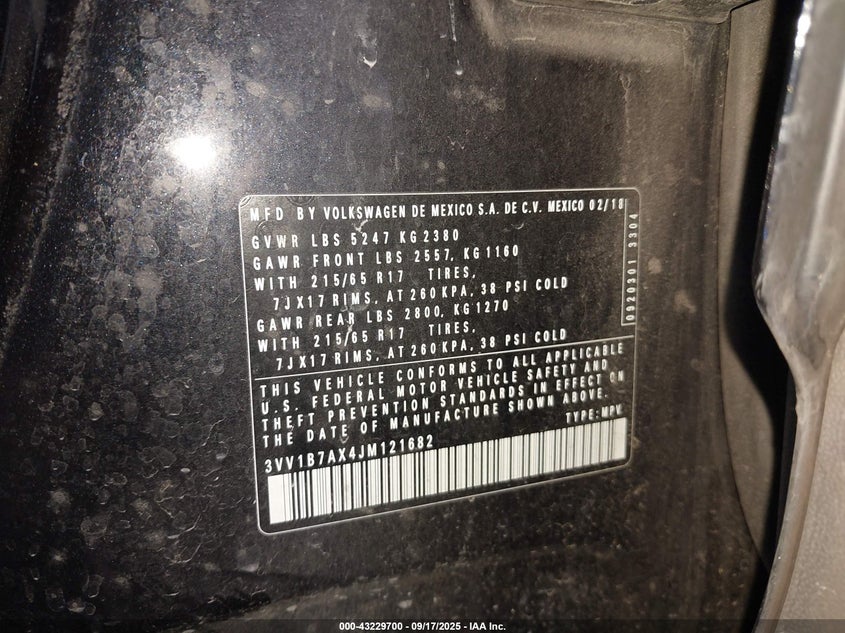 MFD BY VOLKSWAGEN DE MEXICO S.A. DE C.V. MEXICO 02/18
GVWR LBS 5247 KG 2380
GAWR FRONT LBS 2557, KG 1160
WITH 215/65 R17 TIRES,
7JX17 RIMS, AT 260 KPA, 38 PSI COLD
GAWR REAR LBS 2800, KG 1270
WITH 215/65 R17 TIRES,
7JX17 RIMS, AT 260 KPA, 38 PSI COLD
0920301 3304
THIS VEHICLE CONFORMS TO ALL APPLICABLE
U.S. FEDERAL MOTOR VEHICLE SAFETY AND
THEFT PREVENTION STANDARDS IN EFFECT ON
THE DATE OF MANUFACTURE SHOWN ABOVE.
3VV1B7AX4JM121682 TYPE: MPV
000-43229700 - 09/17/2025 - IAA Inc.